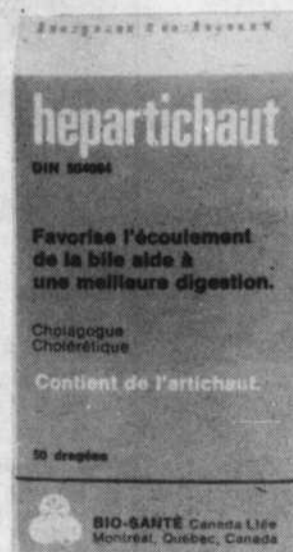 hepartichaut
DIN
Favorise l'écoulement
de la bile aide à
une meilleure digestion.
Cholagogue
Cholérétique
Contient de l'artichaut.
50 dragées
BIO-SANTÉ Canada Ltée
Montréal, Québec, Canada